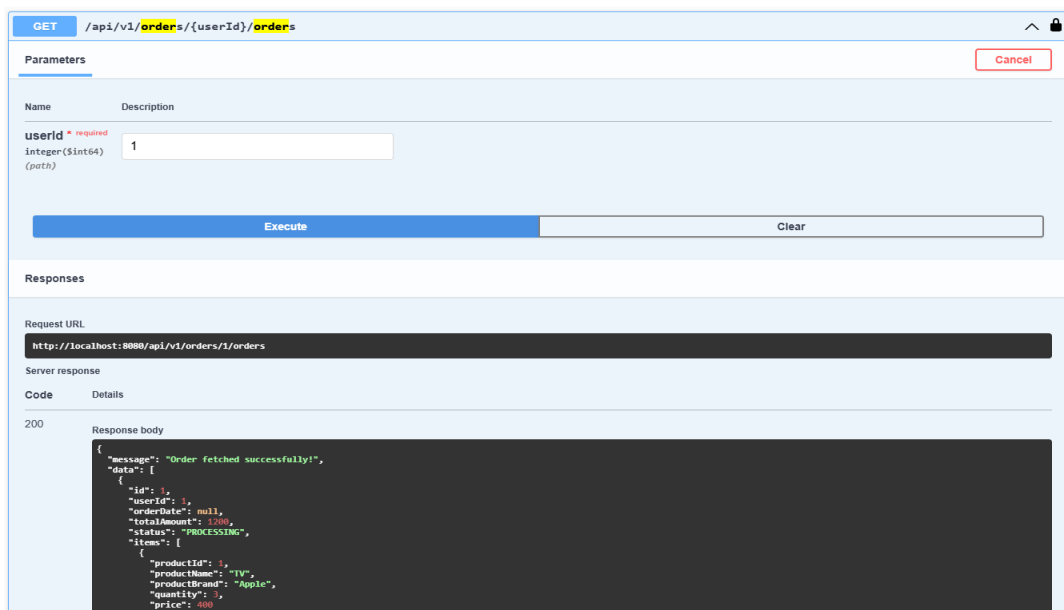 GET /api/v1/orders/{userId}/orders
Parameters
Cancel
Name Description
userId * required
integer($int64)
(path)
1
Execute Clear
Responses
Request URL
http://localhost:8080/api/v1/orders/1/orders
Server response
Code Details
200
Response body
{
"message": "Order fetched successfully!",
"data": [
{
"id": 1,
"userId": 1,
"orderDate": null,
"totalAmount": 1200,
"status": "PROCESSING",
"items": [
{
"productId": 1,
"productName": "TV",
"productBrand": "Apple",
"quantity": 3,
"price": 400